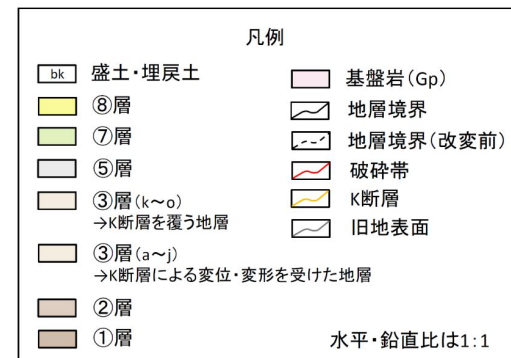 凡例
bk 盛土・埋戻土
⑧層
⑦層
⑤層
③層(k～o)
→K断層を覆う地層
③層(a～j)
→K断層による変位・変形を受けた地層
②層
①層
基盤岩(Gp)
地層境界
地層境界(改変前)
破砕帯
K断層
旧地表面
水平・鉛直比は1:1